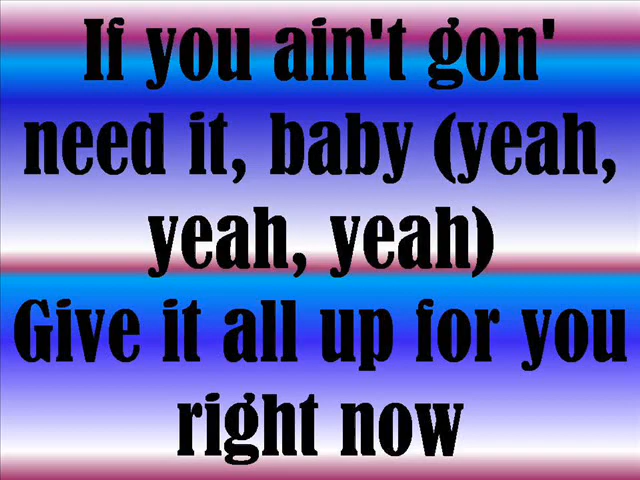 If you ain't gon'
need it, baby (yeah,
yeah, yeah)
Give it all up for you
right now